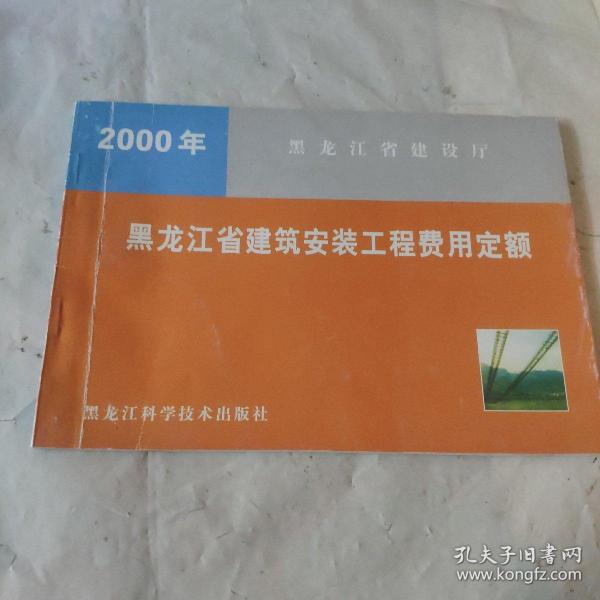 2000年
黑龙江省建设厅
黑龙江省建筑安装工程费用定额
黑龙江科学技术出版社
孔夫子旧书网
www.kongfz.com